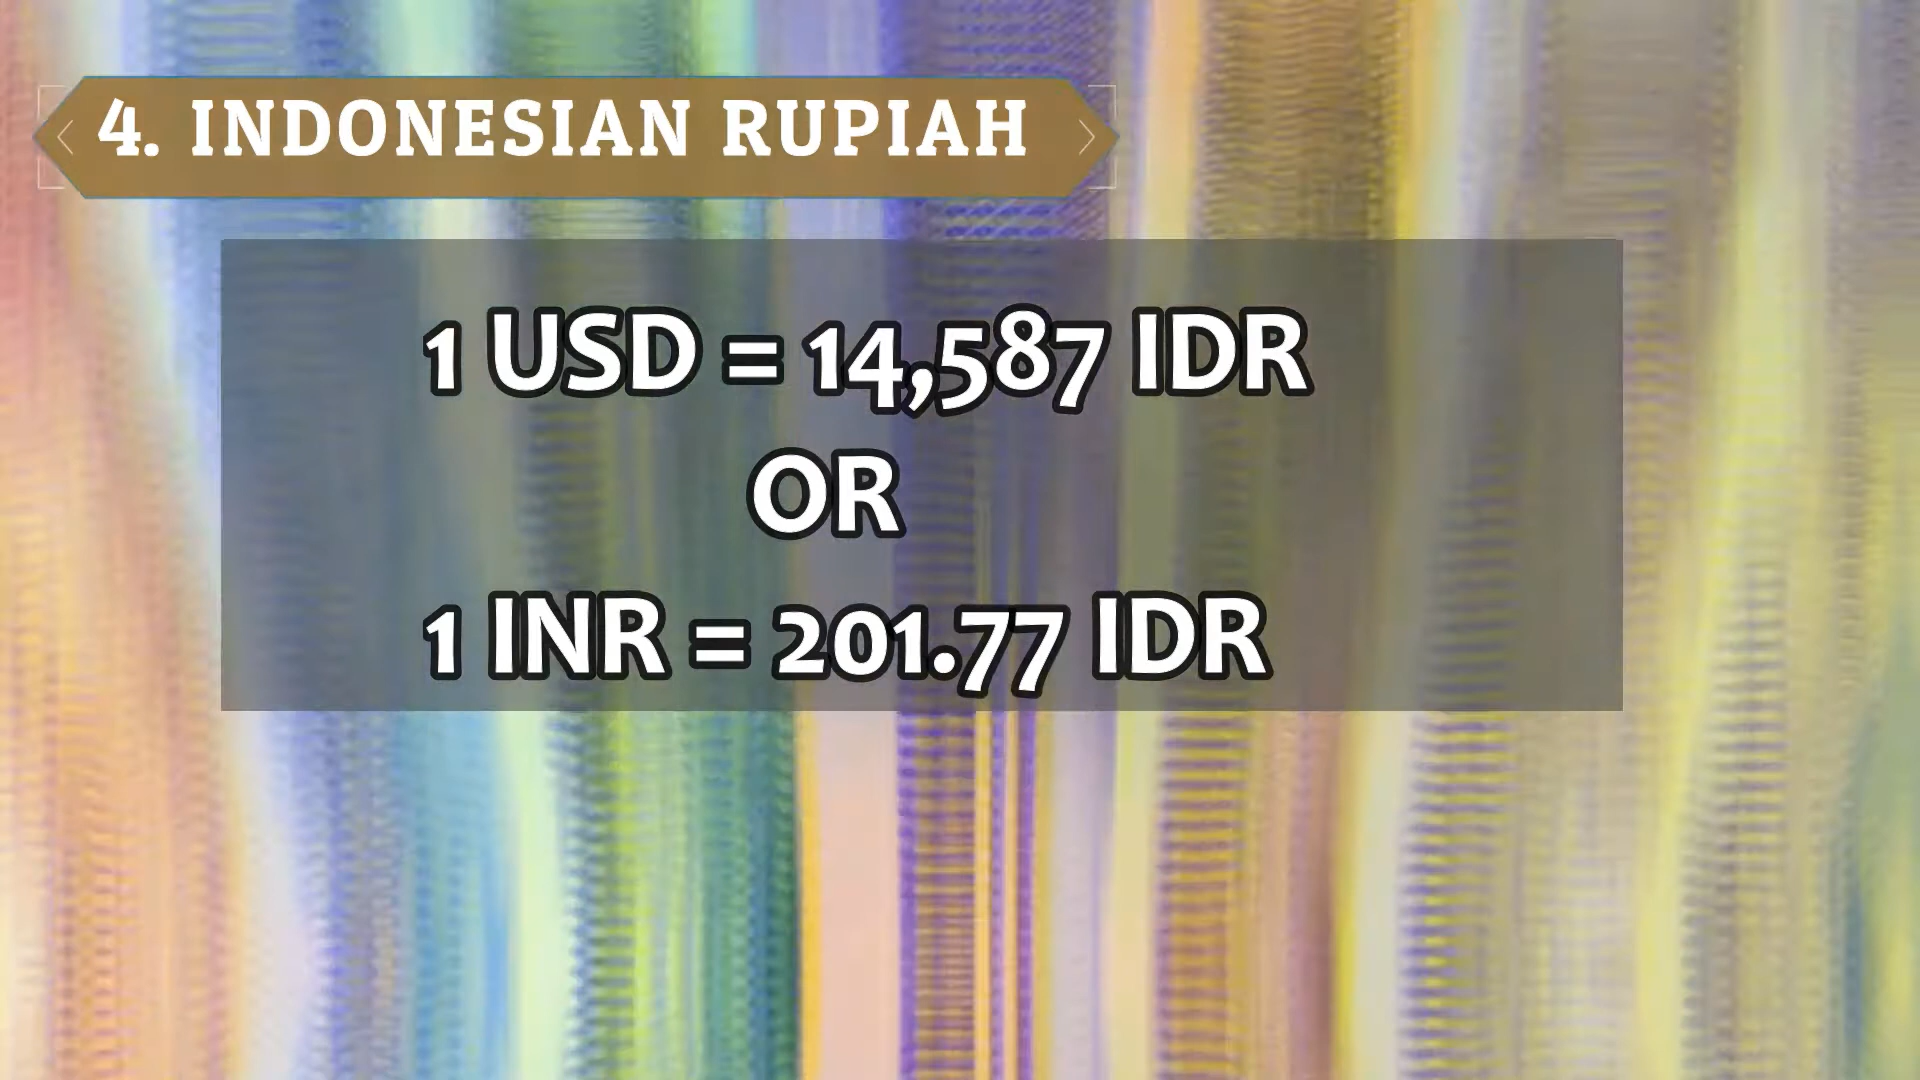 4. INDONESIAN RUPIAH
1 USD = 14,587 IDR
OR
1 INR = 201.77 IDR